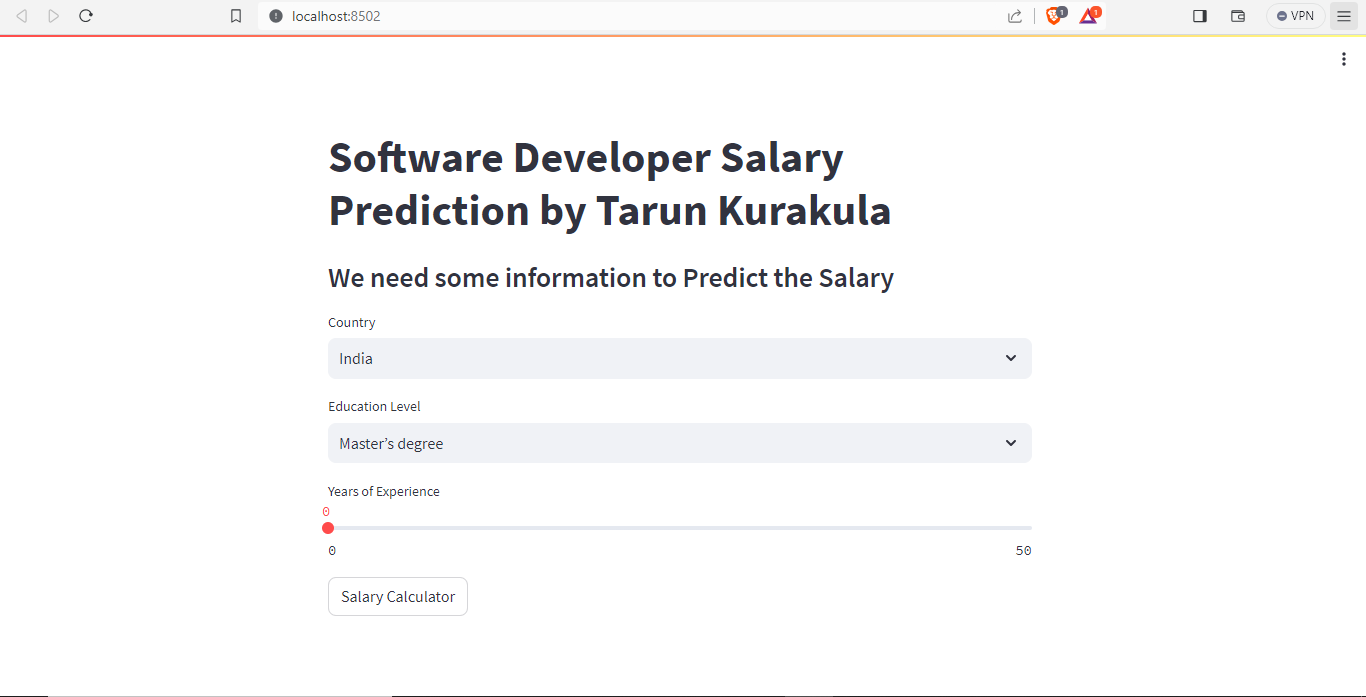 localhost:8502
1
1
VPN
Software Developer Salary
Prediction by Tarun Kurakula
We need some information to Predict the Salary
Country
India
Education Level
Master’s degree
Years of Experience
0
0 50
Salary Calculator